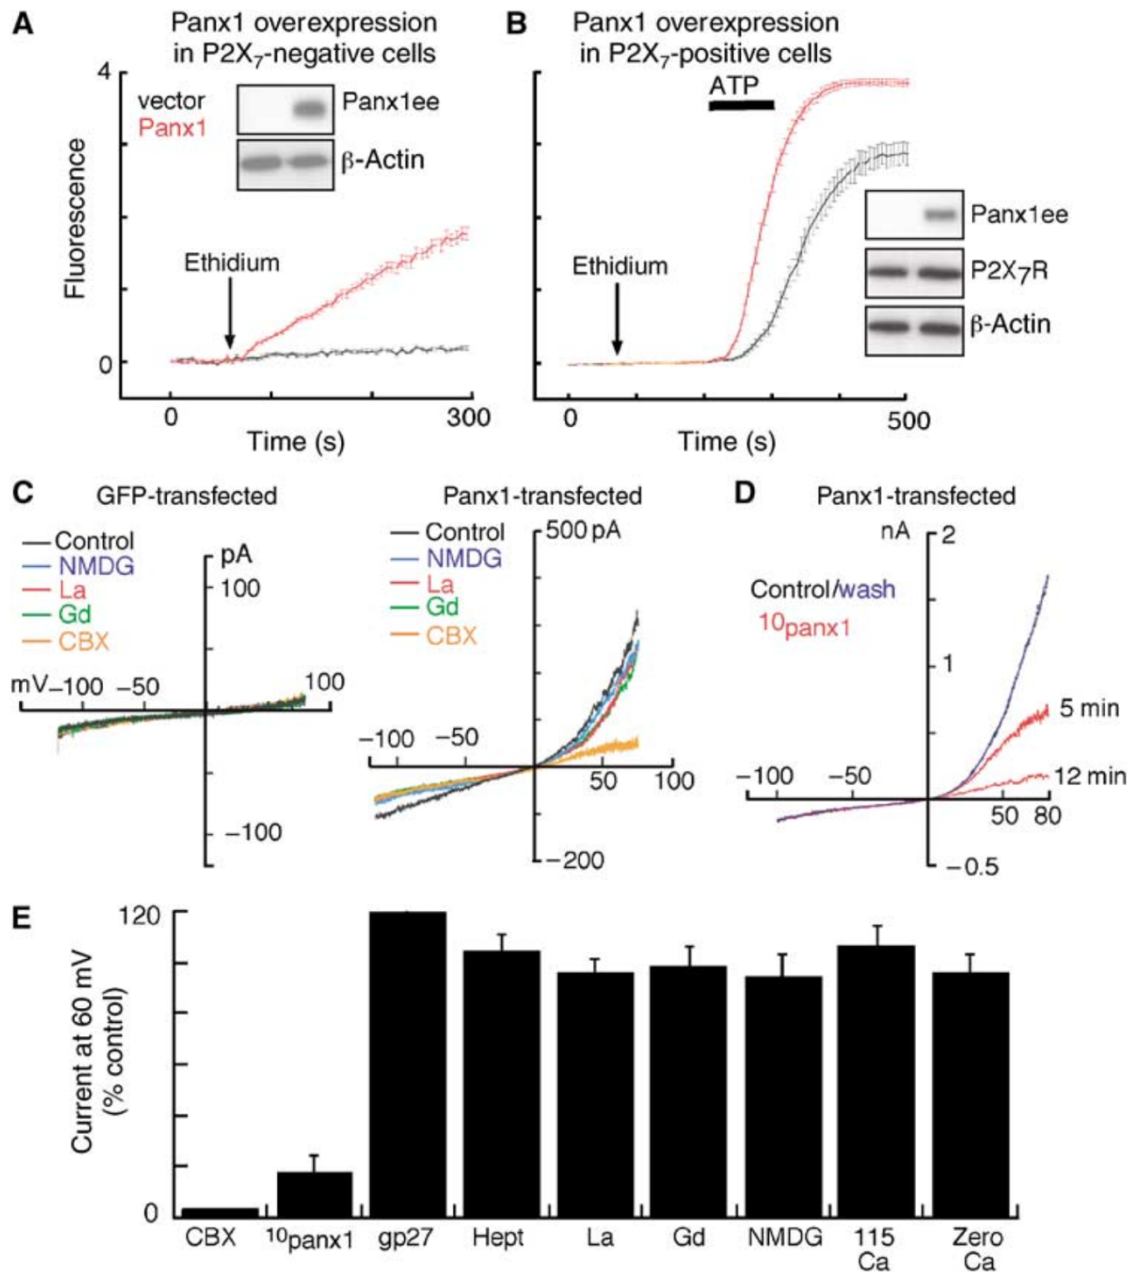 A
Panx1 overexpression
in P2X7-negative cells
4
vector
Panx1
Panx1ee
β-Actin
Fluorescence
Ethidium
0
0
300
Time (s)
B
Panx1 overexpression
in P2X7-positive cells
ATP
Ethidium
Panx1ee
P2X7R
β-Actin
0
500
Time (s)
C
GFP-transfected
Control
NMDG
La
Gd
CBX
pA
100
mV
−100
−50
100
−100
Panx1-transfected
Control
NMDG
La
Gd
CBX
500 pA
−100
−50
50
100
−200
D
Panx1-transfected
nA
2
Control/wash
10panx1
1
5 min
12 min
−100
−50
50
80
−0.5
E
120
Current at 60 mV
(% control)
0
CBX
10panx1
gp27
Hept
La
Gd
NMDG
115
Ca
Zero
Ca